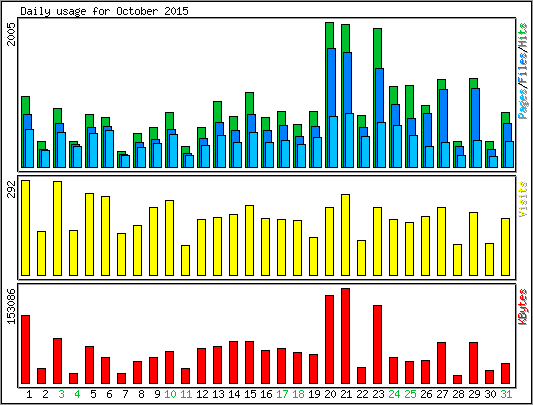 Daily usage for October 2015
2005
Pages/Files/Hits
292
Visits
153086
KBytes
1 2 3 4 5 6 7 8 9 10 11 12 13 14 15 16 17 18 19 20 21 22 23 24 25 26 27 28 29 30 31